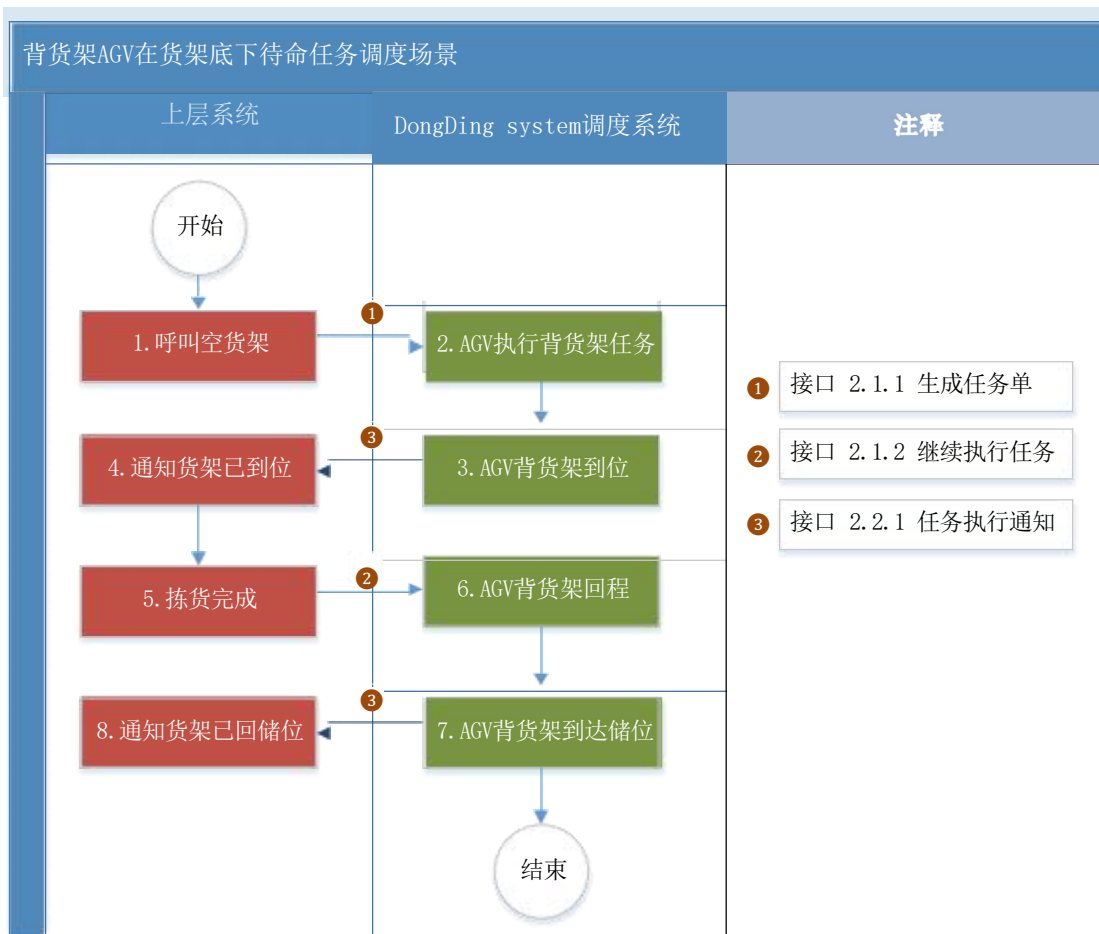 背货架AGV在货架底下待命任务调度场景
上层系统
DongDing system调度系统
注释
开始
1
1.呼叫空货架
2.AGV执行背货架任务
1 接口 2.1.1 生成任务单
3
4.通知货架已到位
3.AGV背货架到位
2 接口 2.1.2 继续执行任务
3 接口 2.2.1 任务执行通知
2
5.拣货完成
6.AGV背货架回程
3
8.通知货架已回储位
7.AGV背货架到达储位
结束